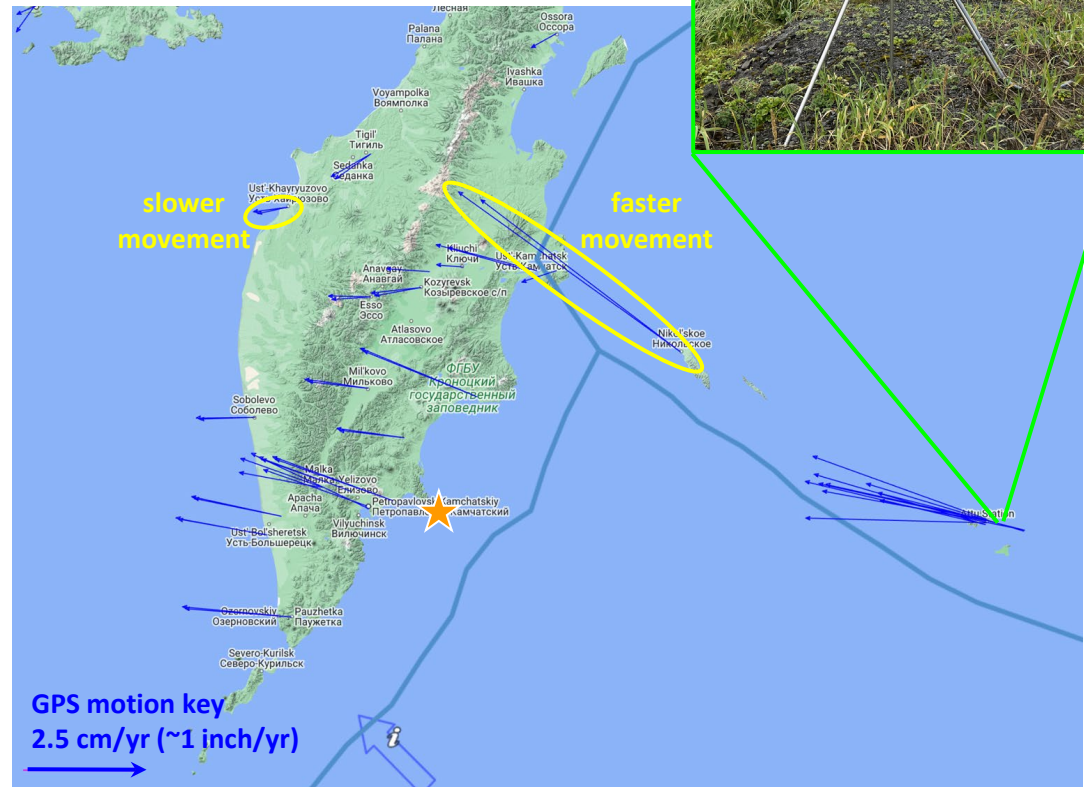 Лесная
Palana
Палана
Ossora
Оссора
Ivashka
Ивашка
Voyampolka
Воямполка
Tigil'
Тигиль
Sedanka
Седанка
Ust'-Khayryuzovo
Усть-Хайрюзово
slower
movement
faster
movement
Kliuchi
Ключи
Ust'-Kamchatsk
Усть-Камчатск
Anavgay
Анавгай
Kozyrevsk
Козыревское с/п
Esso
Эссо
Atlasovo
Атласовское
Nikol'skoe
Никольское
Mil'kovo
Мильково
ФГБУ
Кроноцкий
государственный
заповедник
Sobolevo
Соболево
Malka
Малка
Yelizovo
Елизово
Apacha
Апача
Petropavlovsk-Kamchatskiy
Петропавловск-Камчатский
Vilyuchinsk
Вилючинск
Ust'-Bol'sheretsk
Усть-Большерецк
Attu Station
Ozernovskiy
Озерновский
Pauzhetka
Паужетка
Severo-Kurilsk
Северо-Курильск
GPS motion key
2.5 cm/yr (~1 inch/yr)
i